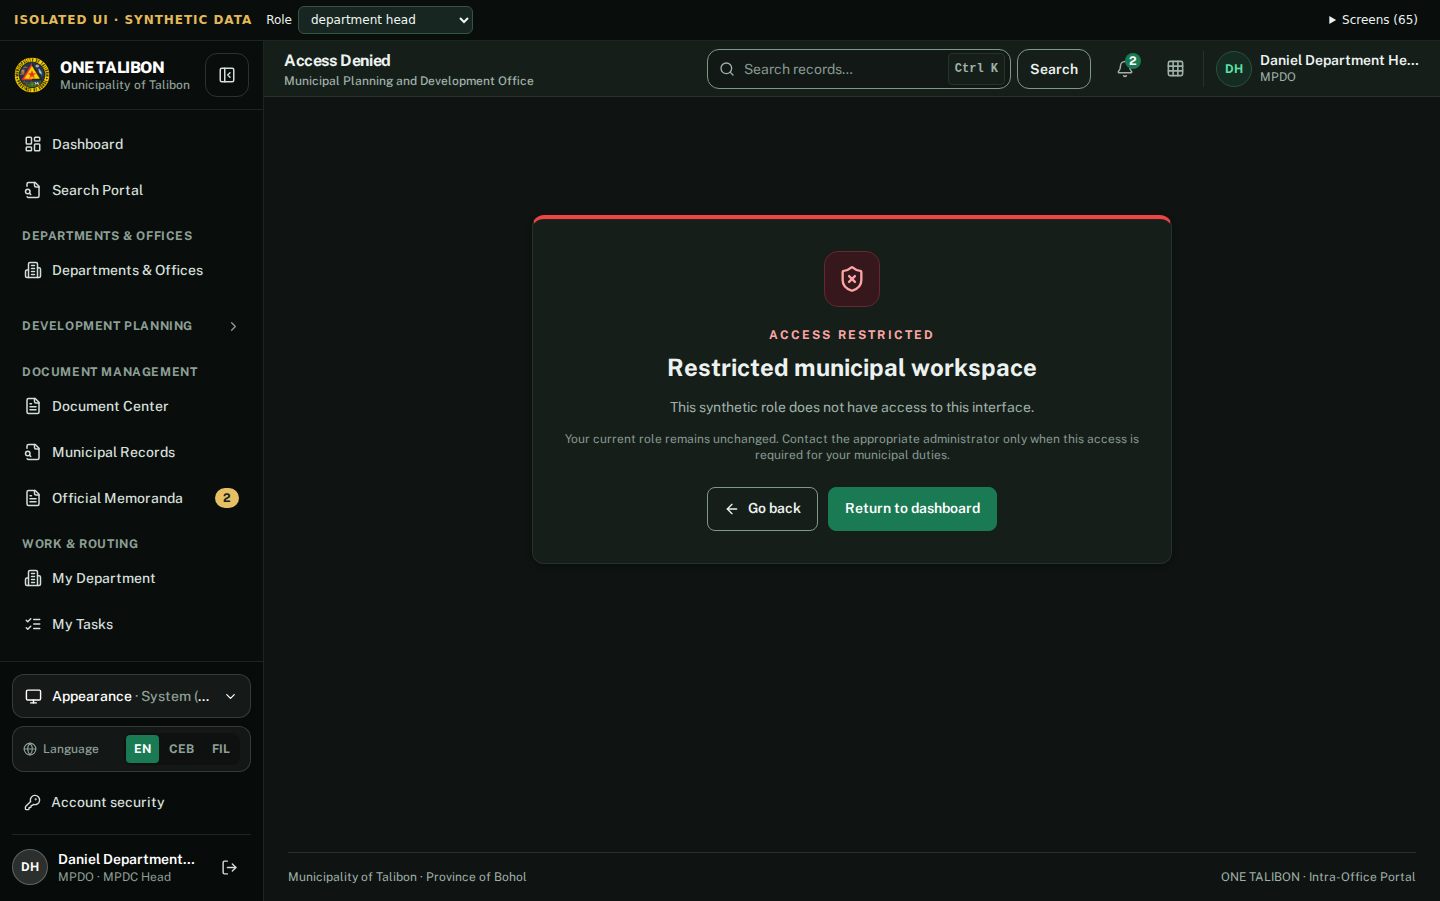 ISOLATED UI · SYNTHETIC DATA
Role
department head
Screens (65)
ONE TALIBON
Municipality of Talibon
Access Denied
Municipal Planning and Development Office
Search records...
Ctrl K
Search
2
DH
Daniel Department He...
MPDO
Dashboard
Search Portal
DEPARTMENTS & OFFICES
Departments & Offices
DEVELOPMENT PLANNING
DOCUMENT MANAGEMENT
Document Center
Municipal Records
Official Memoranda
2
WORK & ROUTING
My Department
My Tasks
Appearance · System (...
Language
EN
CEB
FIL
Account security
DH
Daniel Department...
MPDO · MPDC Head
ACCESS RESTRICTED
Restricted municipal workspace
This synthetic role does not have access to this interface.
Your current role remains unchanged. Contact the appropriate administrator only when this access is
required for your municipal duties.
Go back
Return to dashboard
Municipality of Talibon · Province of Bohol
ONE TALIBON · Intra-Office Portal